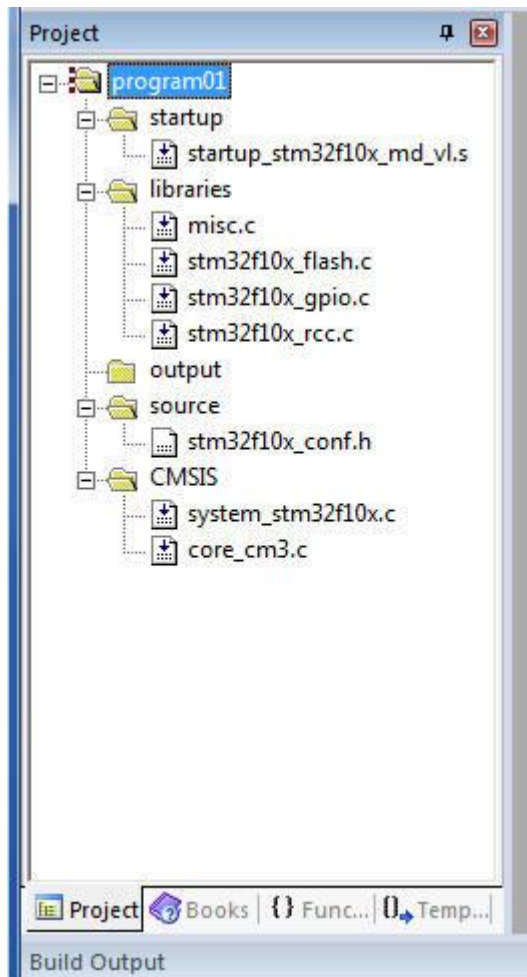 Project
program01
startup
startup_stm32f10x_md_vl.s
libraries
misc.c
stm32f10x_flash.c
stm32f10x_gpio.c
stm32f10x_rcc.c
output
source
stm32f10x_conf.h
CMSIS
system_stm32f10x.c
core_cm3.c
Project Books {} Func... Temp...
Build Output